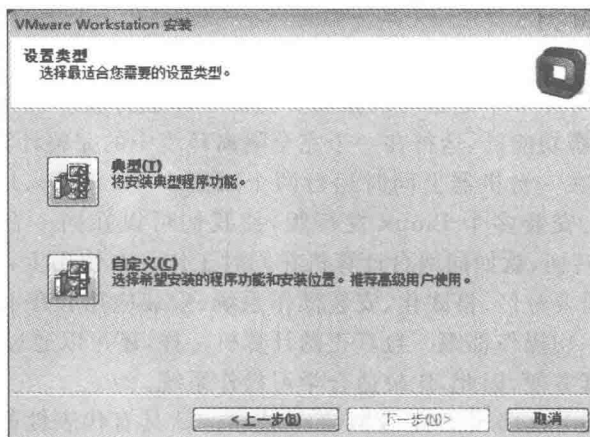 VMware Workstation 安装
设置类型
选择最适合您需要的设置类型。
典型(T)
将安装典型程序功能。
自定义(C)
选择希望安装的程序功能和安装位置。推荐高级用户使用。
<上一步(B)
下一步(N)>
取消